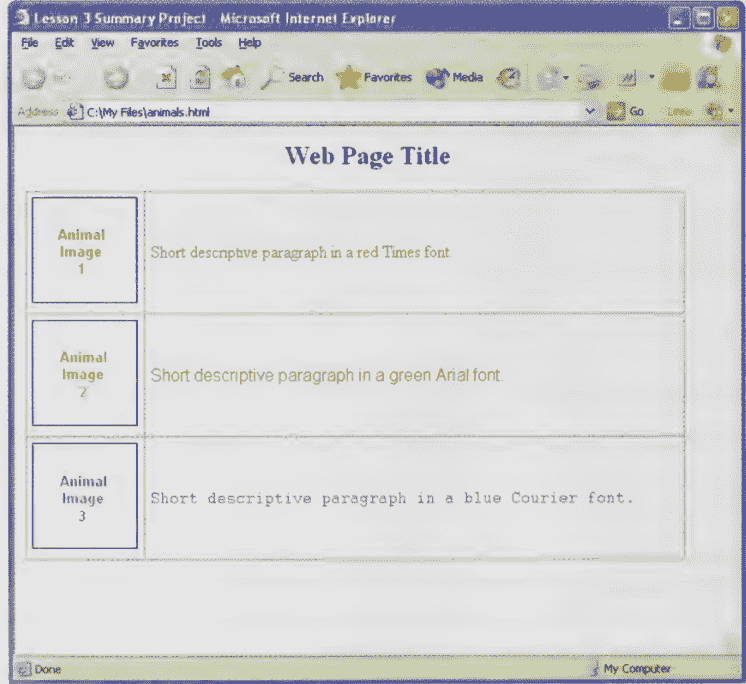 Lesson 3 Summary Project - Microsoft Internet Explorer
File Edit View Favorites Tools Help
Search Favorites Media
Address C:\My Files\animals.html Go Links
Web Page Title
Animal
Image
1
Short descriptive paragraph in a red Times font.
Animal
Image
2
Short descriptive paragraph in a green Arial font.
Animal
Image
3
Short descriptive paragraph in a blue Courier font.
Done My Computer